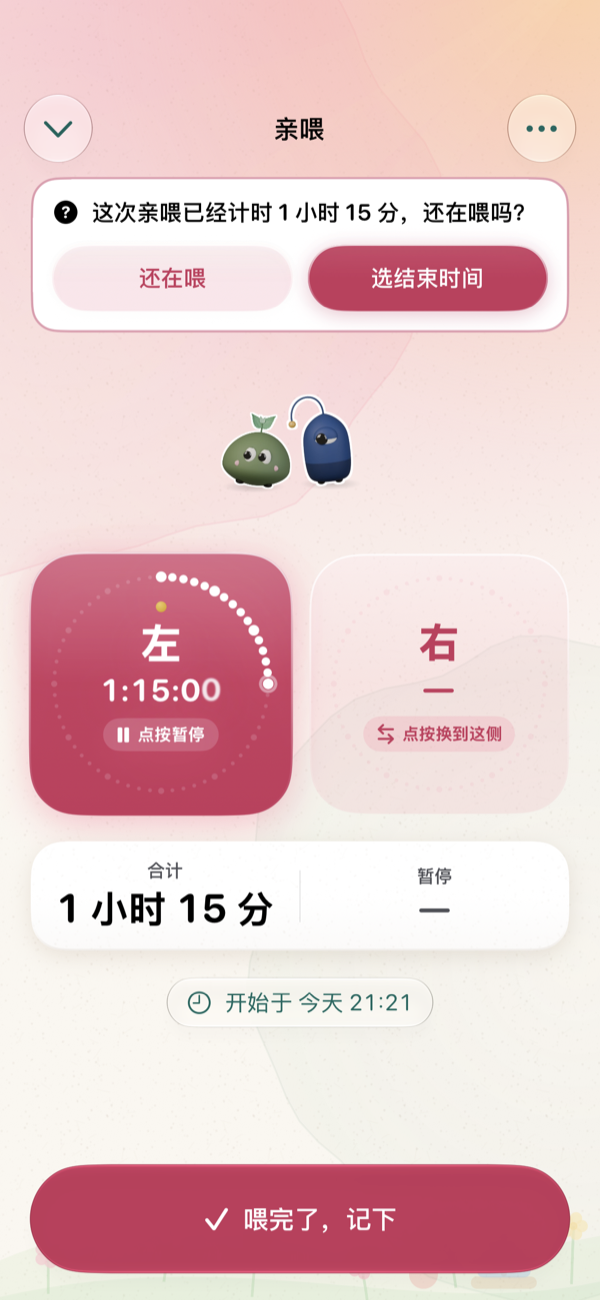 亲喂
这次亲喂已经计时 1 小时 15 分，还在喂吗？
还在喂
选结束时间
左
1:15:00
点按暂停
右
—
点按换到这侧
合计
1 小时 15 分
暂停
—
开始于 今天 21:21
喂完了，记下